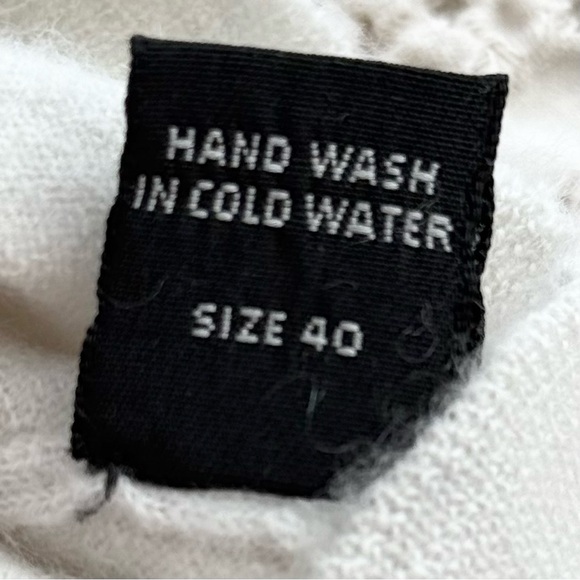 HAND WASH
IN COLD WATER
SIZE 40